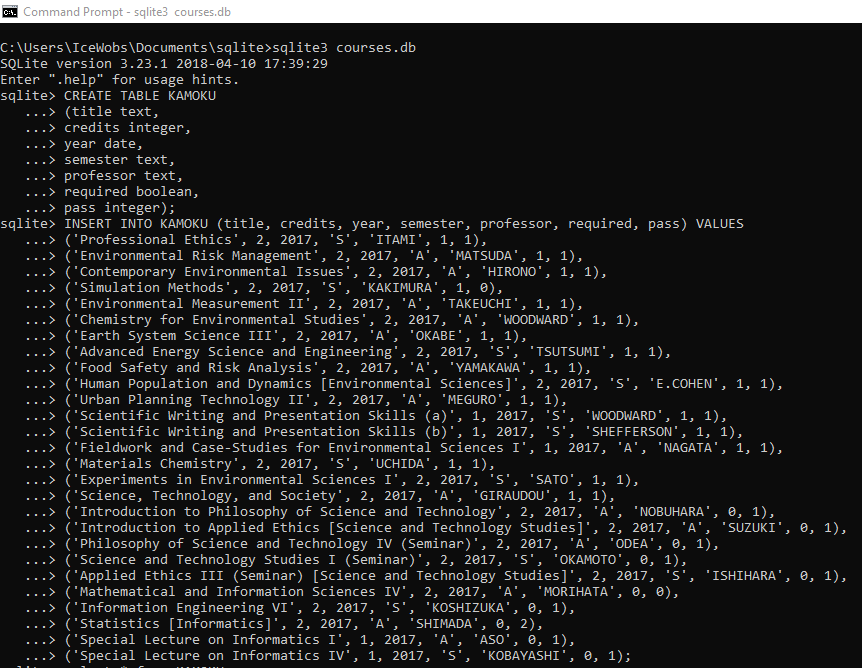 Command Prompt - sqlite3 courses.db
C:\Users\IceWobs\Documents\sqlite>sqlite3 courses.db
SQLite version 3.23.1 2018-04-10 17:39:29
Enter ".help" for usage hints.
sqlite> CREATE TABLE KAMOKU
   ...> (title text,
   ...> credits integer,
   ...> year date,
   ...> semester text,
   ...> professor text,
   ...> required boolean,
   ...> pass integer);
sqlite> INSERT INTO KAMOKU (title, credits, year, semester, professor, required, pass) VALUES
   ...> ('Professional Ethics', 2, 2017, 'S', 'ITAMI', 1, 1),
   ...> ('Environmental Risk Management', 2, 2017, 'A', 'MATSUDA', 1, 1),
   ...> ('Contemporary Environmental Issues', 2, 2017, 'A', 'HIRONO', 1, 1),
   ...> ('Simulation Methods', 2, 2017, 'S', 'KAKIMURA', 1, 0),
   ...> ('Environmental Measurement II', 2, 2017, 'A', 'TAKEUCHI', 1, 1),
   ...> ('Chemistry for Environmental Studies', 2, 2017, 'A', 'WOODWARD', 1, 1),
   ...> ('Earth System Science III', 2, 2017, 'A', 'OKABE', 1, 1),
   ...> ('Advanced Energy Science and Engineering', 2, 2017, 'S', 'TSUTSUMI', 1, 1),
   ...> ('Food Safety and Risk Analysis', 2, 2017, 'A', 'YAMAKAWA', 1, 1),
   ...> ('Human Population and Dynamics [Environmental Sciences]', 2, 2017, 'S', 'E.COHEN', 1, 1),
   ...> ('Urban Planning Technology II', 2, 2017, 'A', 'MEGURO', 1, 1),
   ...> ('Scientific Writing and Presentation Skills (a)', 1, 2017, 'S', 'WOODWARD', 1, 1),
   ...> ('Scientific Writing and Presentation Skills (b)', 1, 2017, 'S', 'SHEFFERSON', 1, 1),
   ...> ('Fieldwork and Case-Studies for Environmental Sciences I', 1, 2017, 'A', 'NAGATA', 1, 1),
   ...> ('Materials Chemistry', 2, 2017, 'S', 'UCHIDA', 1, 1),
   ...> ('Experiments in Environmental Sciences I', 2, 2017, 'S', 'SATO', 1, 1),
   ...> ('Science, Technology, and Society', 2, 2017, 'A', 'GIRAUDOU', 1, 1),
   ...> ('Introduction to Philosophy of Science and Technology', 2, 2017, 'A', 'NOBUHARA', 0, 1),
   ...> ('Introduction to Applied Ethics [Science and Technology Studies]', 2, 2017, 'A', 'SUZUKI', 0, 1),
   ...> ('Philosophy of Science and Technology IV (Seminar)', 2, 2017, 'A', 'ODEA', 0, 1),
   ...> ('Science and Technology Studies I (Seminar)', 2, 2017, 'S', 'OKAMOTO', 0, 1),
   ...> ('Applied Ethics III (Seminar) [Science and Technology Studies]', 2, 2017, 'S', 'ISHIHARA', 0, 1),
   ...> ('Mathematical and Information Sciences IV', 2, 2017, 'A', 'MORIHATA', 0, 0),
   ...> ('Information Engineering VI', 2, 2017, 'S', 'KOSHIZUKA', 0, 1),
   ...> ('Statistics [Informatics]', 2, 2017, 'A', 'SHIMADA', 0, 2),
   ...> ('Special Lecture on Informatics I', 1, 2017, 'A', 'ASO', 0, 1),
   ...> ('Special Lecture on Informatics IV', 1, 2017, 'S', 'KOBAYASHI', 0, 1);